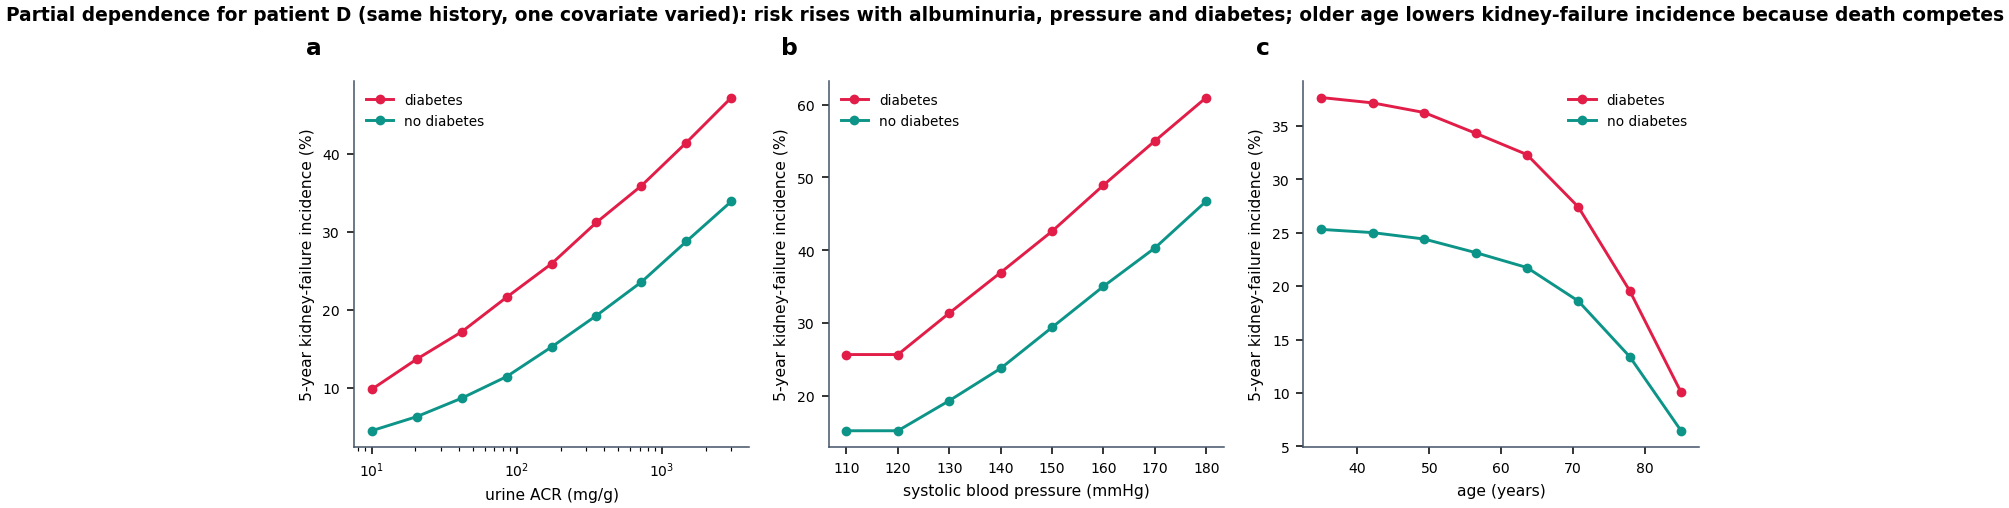 Partial dependence for patient D (same history, one covariate varied): risk rises with albuminuria, pressure and diabetes; older age lowers kidney-failure incidence because death competes
a
diabetes
no diabetes
5-year kidney-failure incidence (%)
40
30
20
10
10¹
10²
10³
urine ACR (mg/g)
b
diabetes
no diabetes
5-year kidney-failure incidence (%)
60
50
40
30
20
110 120 130 140 150 160 170 180
systolic blood pressure (mmHg)
c
diabetes
no diabetes
5-year kidney-failure incidence (%)
35
30
25
20
15
10
5
40 50 60 70 80
age (years)